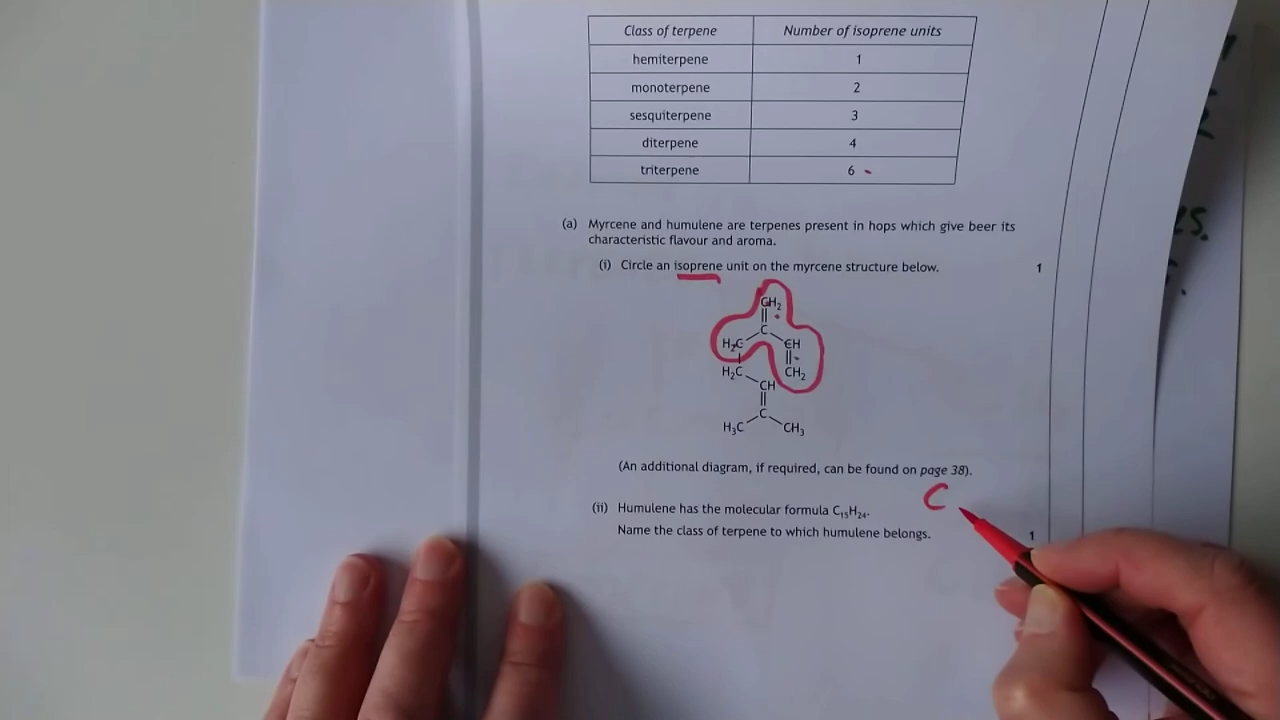 Class of terpene Number of isoprene units
hemiterpene 1
monoterpene 2
sesquiterpene 3
diterpene 4
triterpene 6
(a) Myrcene and humulene are terpenes present in hops which give beer its
characteristic flavour and aroma.
(i) Circle an isoprene unit on the myrcene structure below. 1
CH₂
C
H₂C CH
H₂C CH₂
CH
C
H₃C CH₃
(An additional diagram, if required, can be found on page 38).
C
(ii) Humulene has the molecular formula C₁₅H₂₄.
Name the class of terpene to which humulene belongs. 1